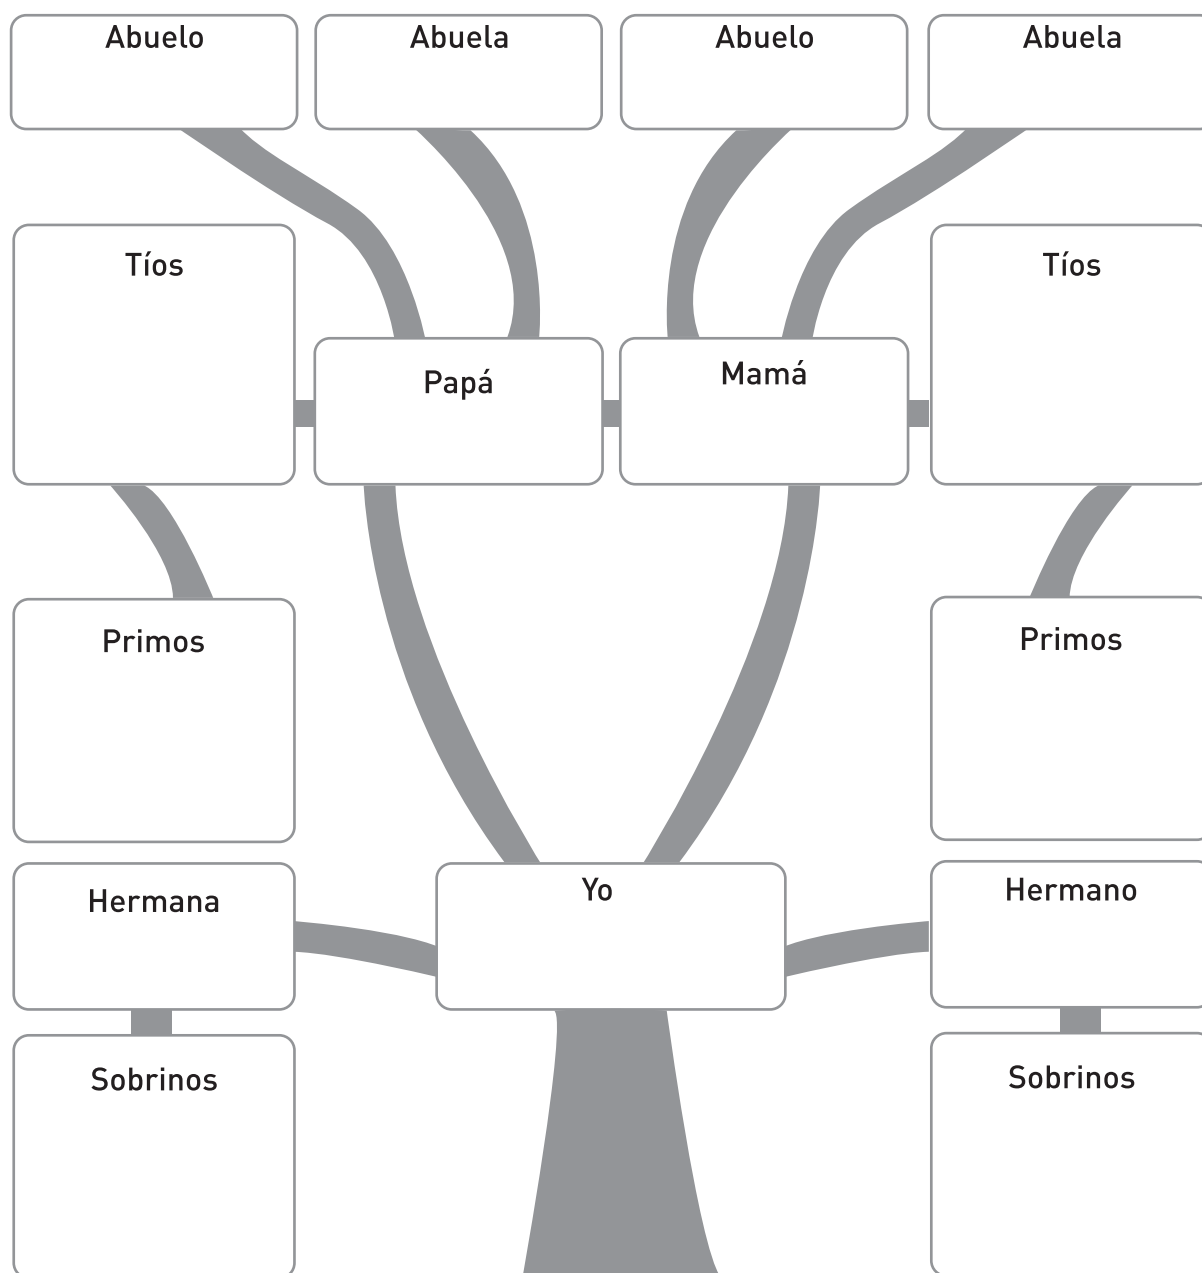 Abuelo
Abuela
Abuelo
Abuela
Tíos
Tíos
Papá
Mamá
Primos
Primos
Hermana
Yo
Hermano
Sobrinos
Sobrinos